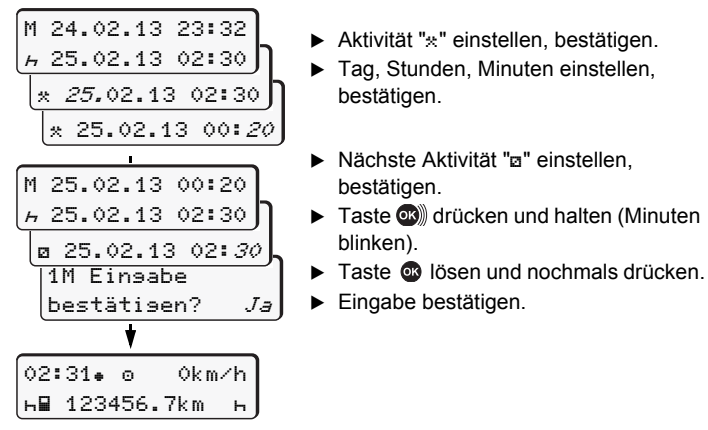 M 24.02.13 23:32
25.02.13 02:30
25.02.13 02:30
25.02.13 00:20
M 25.02.13 00:20
25.02.13 02:30
25.02.13 02:30
1M Eingabe
bestätigen? Ja
02:31 0km/h
123456.7km
► Aktivität "⚒" einstellen, bestätigen.
► Tag, Stunden, Minuten einstellen,
bestätigen.
► Nächste Aktivität "⧄" einstellen,
bestätigen.
► Taste OK drücken und halten (Minuten
blinken).
► Taste OK lösen und nochmals drücken.
► Eingabe bestätigen.